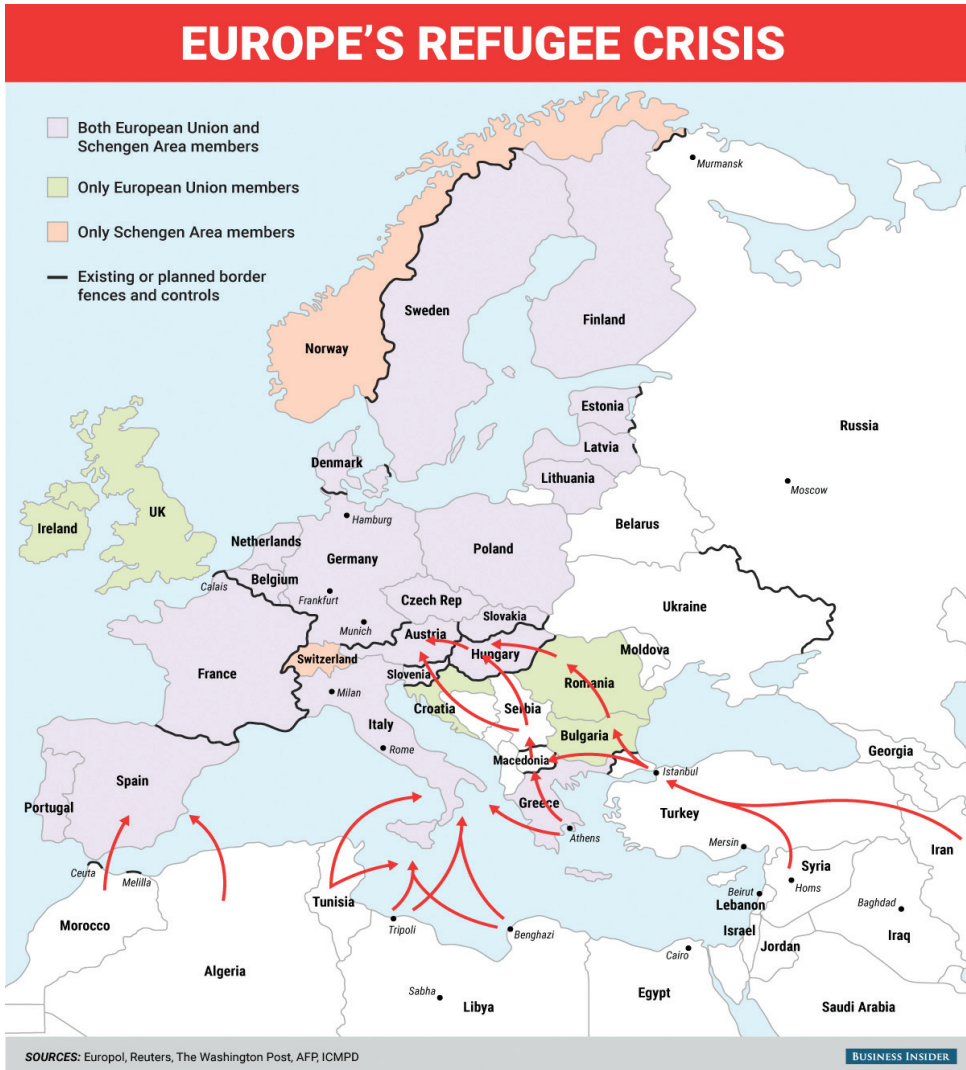 EUROPE'S REFUGEE CRISIS
Both European Union and
Schengen Area members
Only European Union members
Only Schengen Area members
Existing or planned border
fences and controls
Murmansk
Sweden
Finland
Norway
Estonia
Russia
Latvia
Denmark
Lithuania
Moscow
Hamburg
UK
Ireland
Belarus
Netherlands
Poland
Germany
Belgium
Calais
Frankfurt
Czech Rep
Ukraine
Slovakia
Munich
Austria
Moldova
Hungary
Switzerland
France
Slovenia
Romania
Milan
Croatia
Serbia
Italy
Bulgaria
Rome
Georgia
Macedonia
Istanbul
Spain
Greece
Portugal
Turkey
Athens
Mersin
Iran
Syria
Ceuta
Melilla
Homs
Beirut
Tunisia
Lebanon
Baghdad
Morocco
Tripoli
Benghazi
Israel
Iraq
Jordan
Cairo
Algeria
Sabha
Libya
Egypt
Saudi Arabia
SOURCES: Europol, Reuters, The Washington Post, AFP, ICMPD
BUSINESS INSIDER